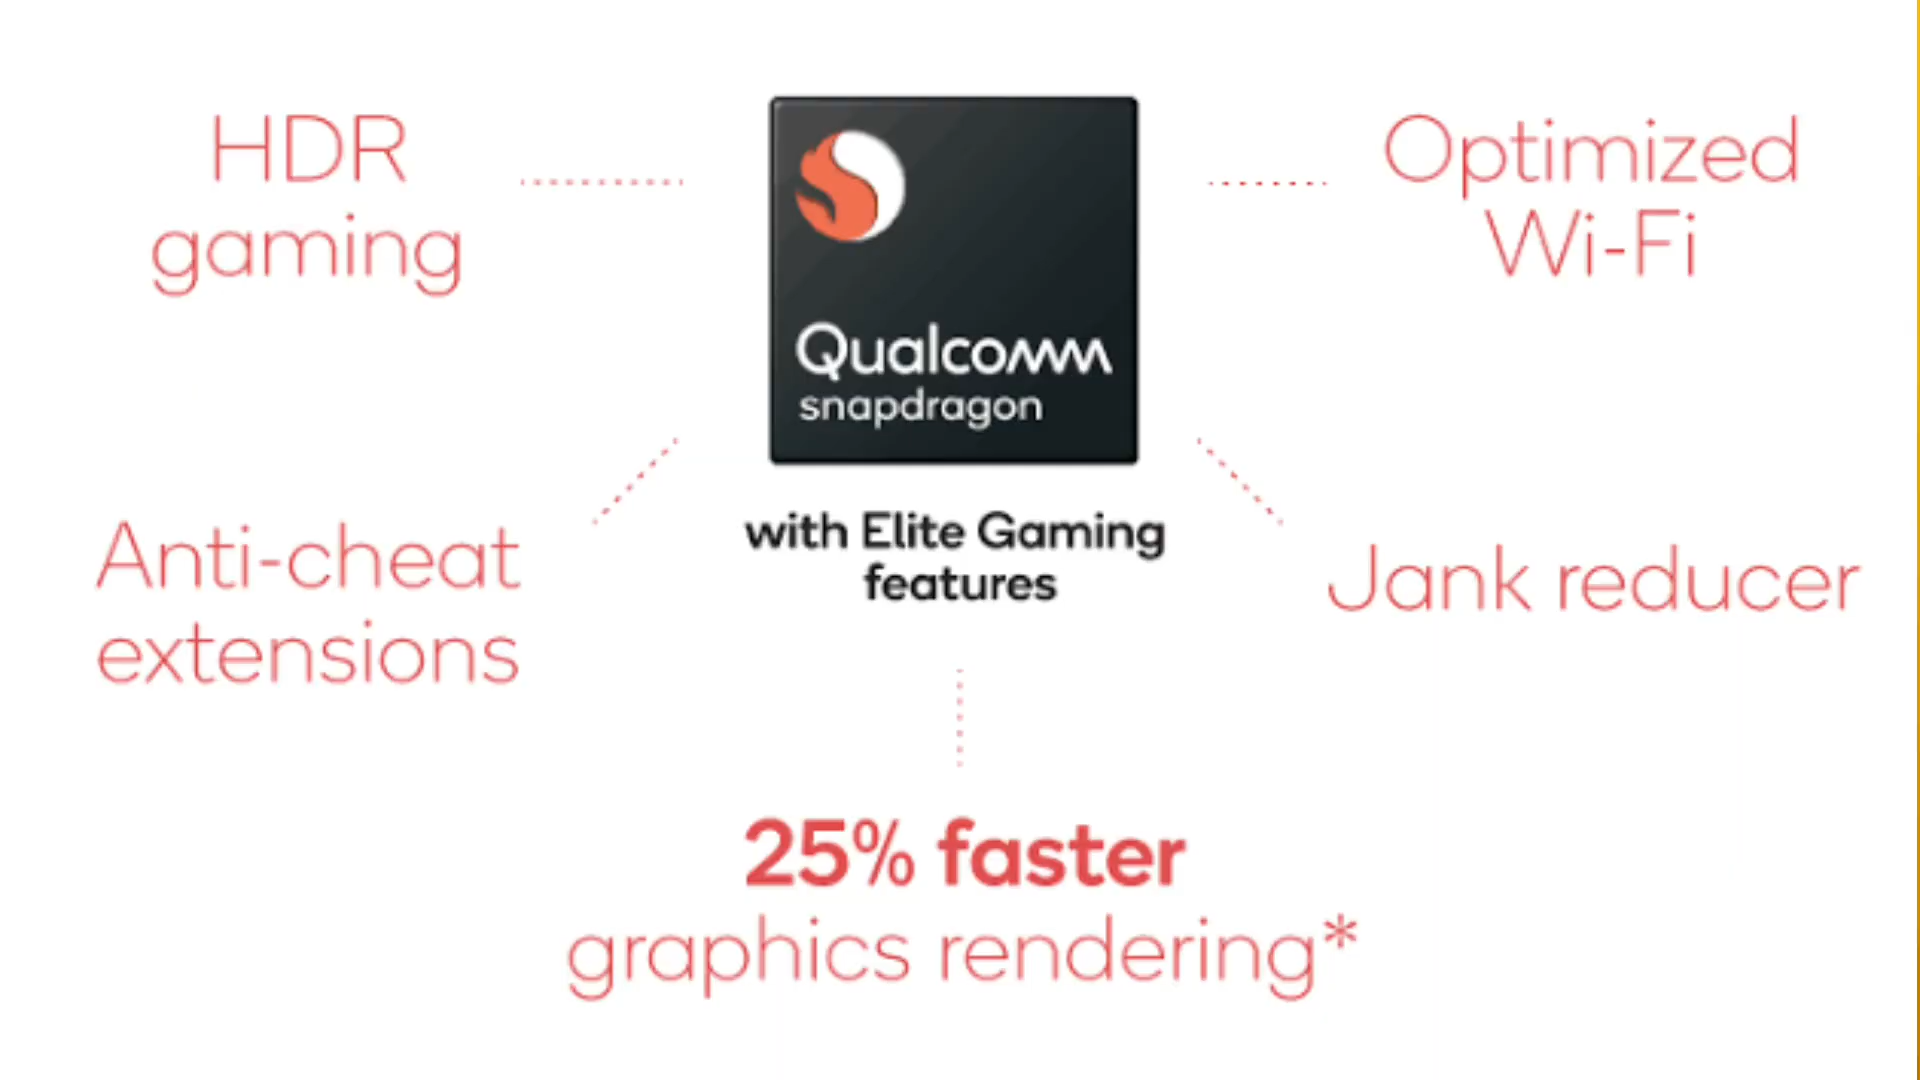 HDR
gaming
Optimized
Wi-Fi
Qualcomm
snapdragon
with Elite Gaming
features
Anti-cheat
extensions
Jank reducer
25% faster
graphics rendering*